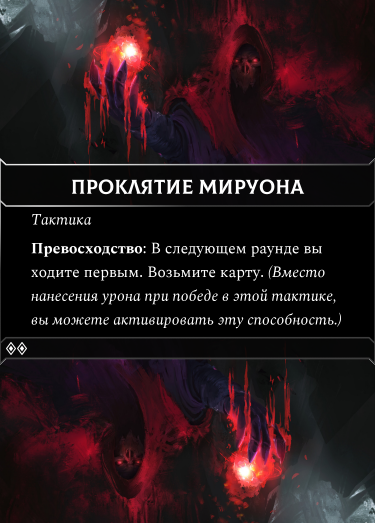 ПРОКЛЯТИЕ МИРУОНА
Тактика
Превосходство: В следующем раунде вы
ходите первым. Возьмите карту. (Вместо
нанесения урона при победе в этой тактике,
вы можете активировать эту способность.)